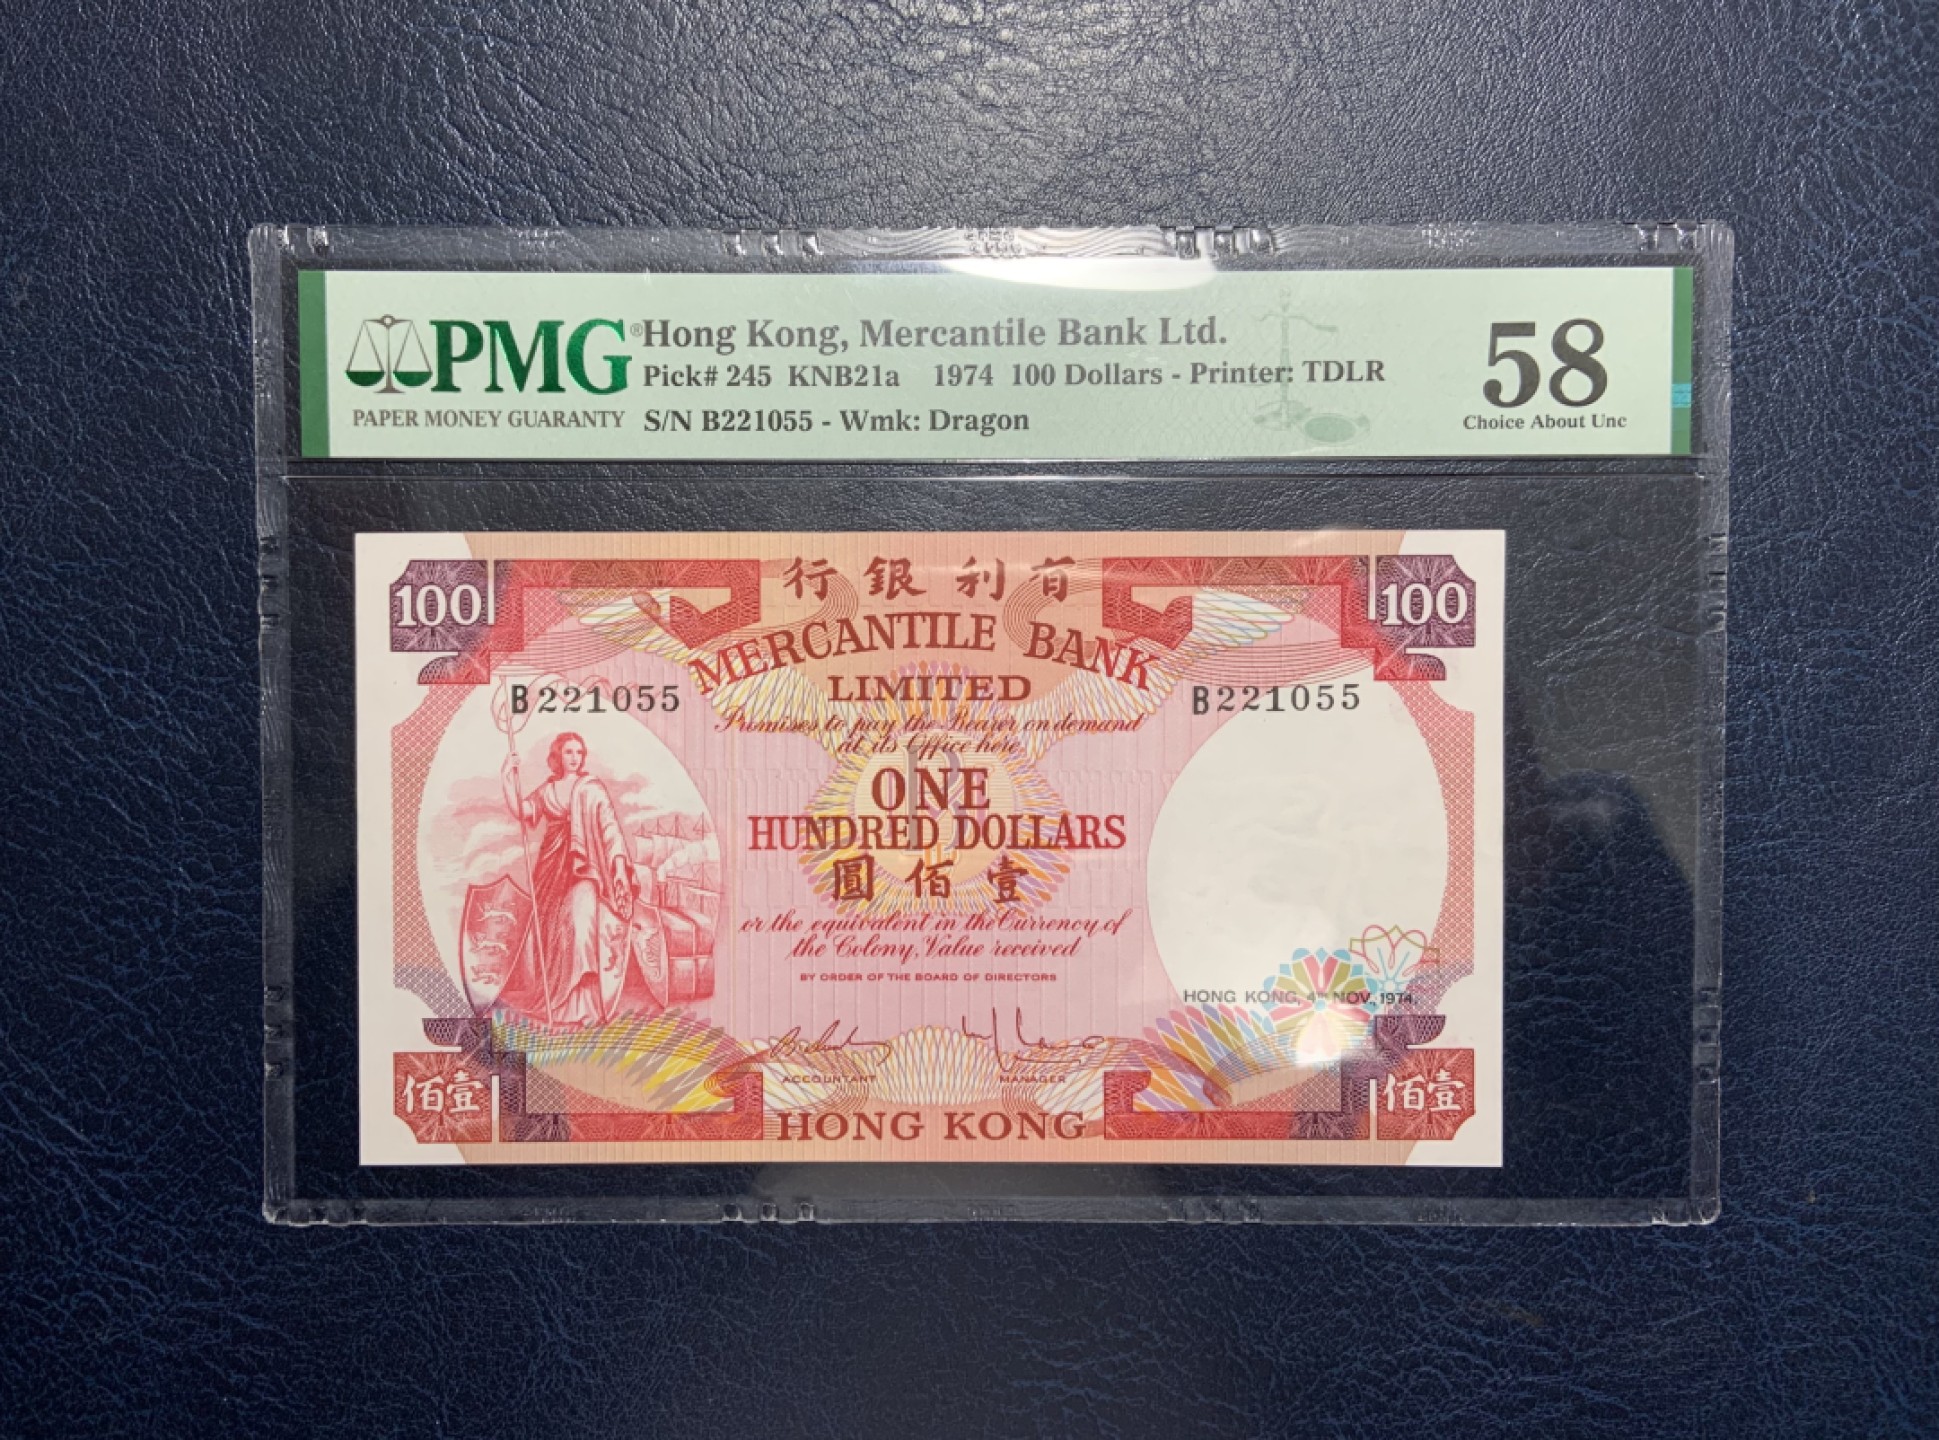 PMG®
PAPER MONEY GUARANTY
Hong Kong, Mercantile Bank Ltd.
Pick# 245 KNB21a 1974 100 Dollars - Printer: TDLR
S/N B221055 - Wmk: Dragon
58
Choice About Unc
行銀利有
100
100
MERCANTILE BANK
LIMITED
B221055
B221055
Promises to pay the Bearer on demand
at its Office here
ONE
HUNDRED DOLLARS
圓佰壹
or the equivalent in the Currency of
the Colony, Value received
BY ORDER OF THE BOARD OF DIRECTORS
HONG KONG, 4TH NOV., 1974.
ACCOUNTANT
MANAGER
佰壹
HONG KONG
佰壹